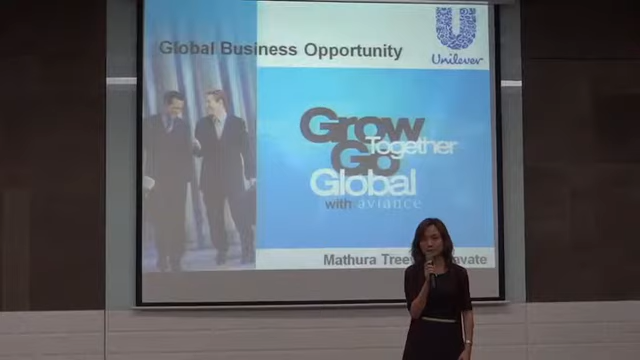 Global Business Opportunity
Unilever
Grow
Together
Go
Global
with aviance
Mathura